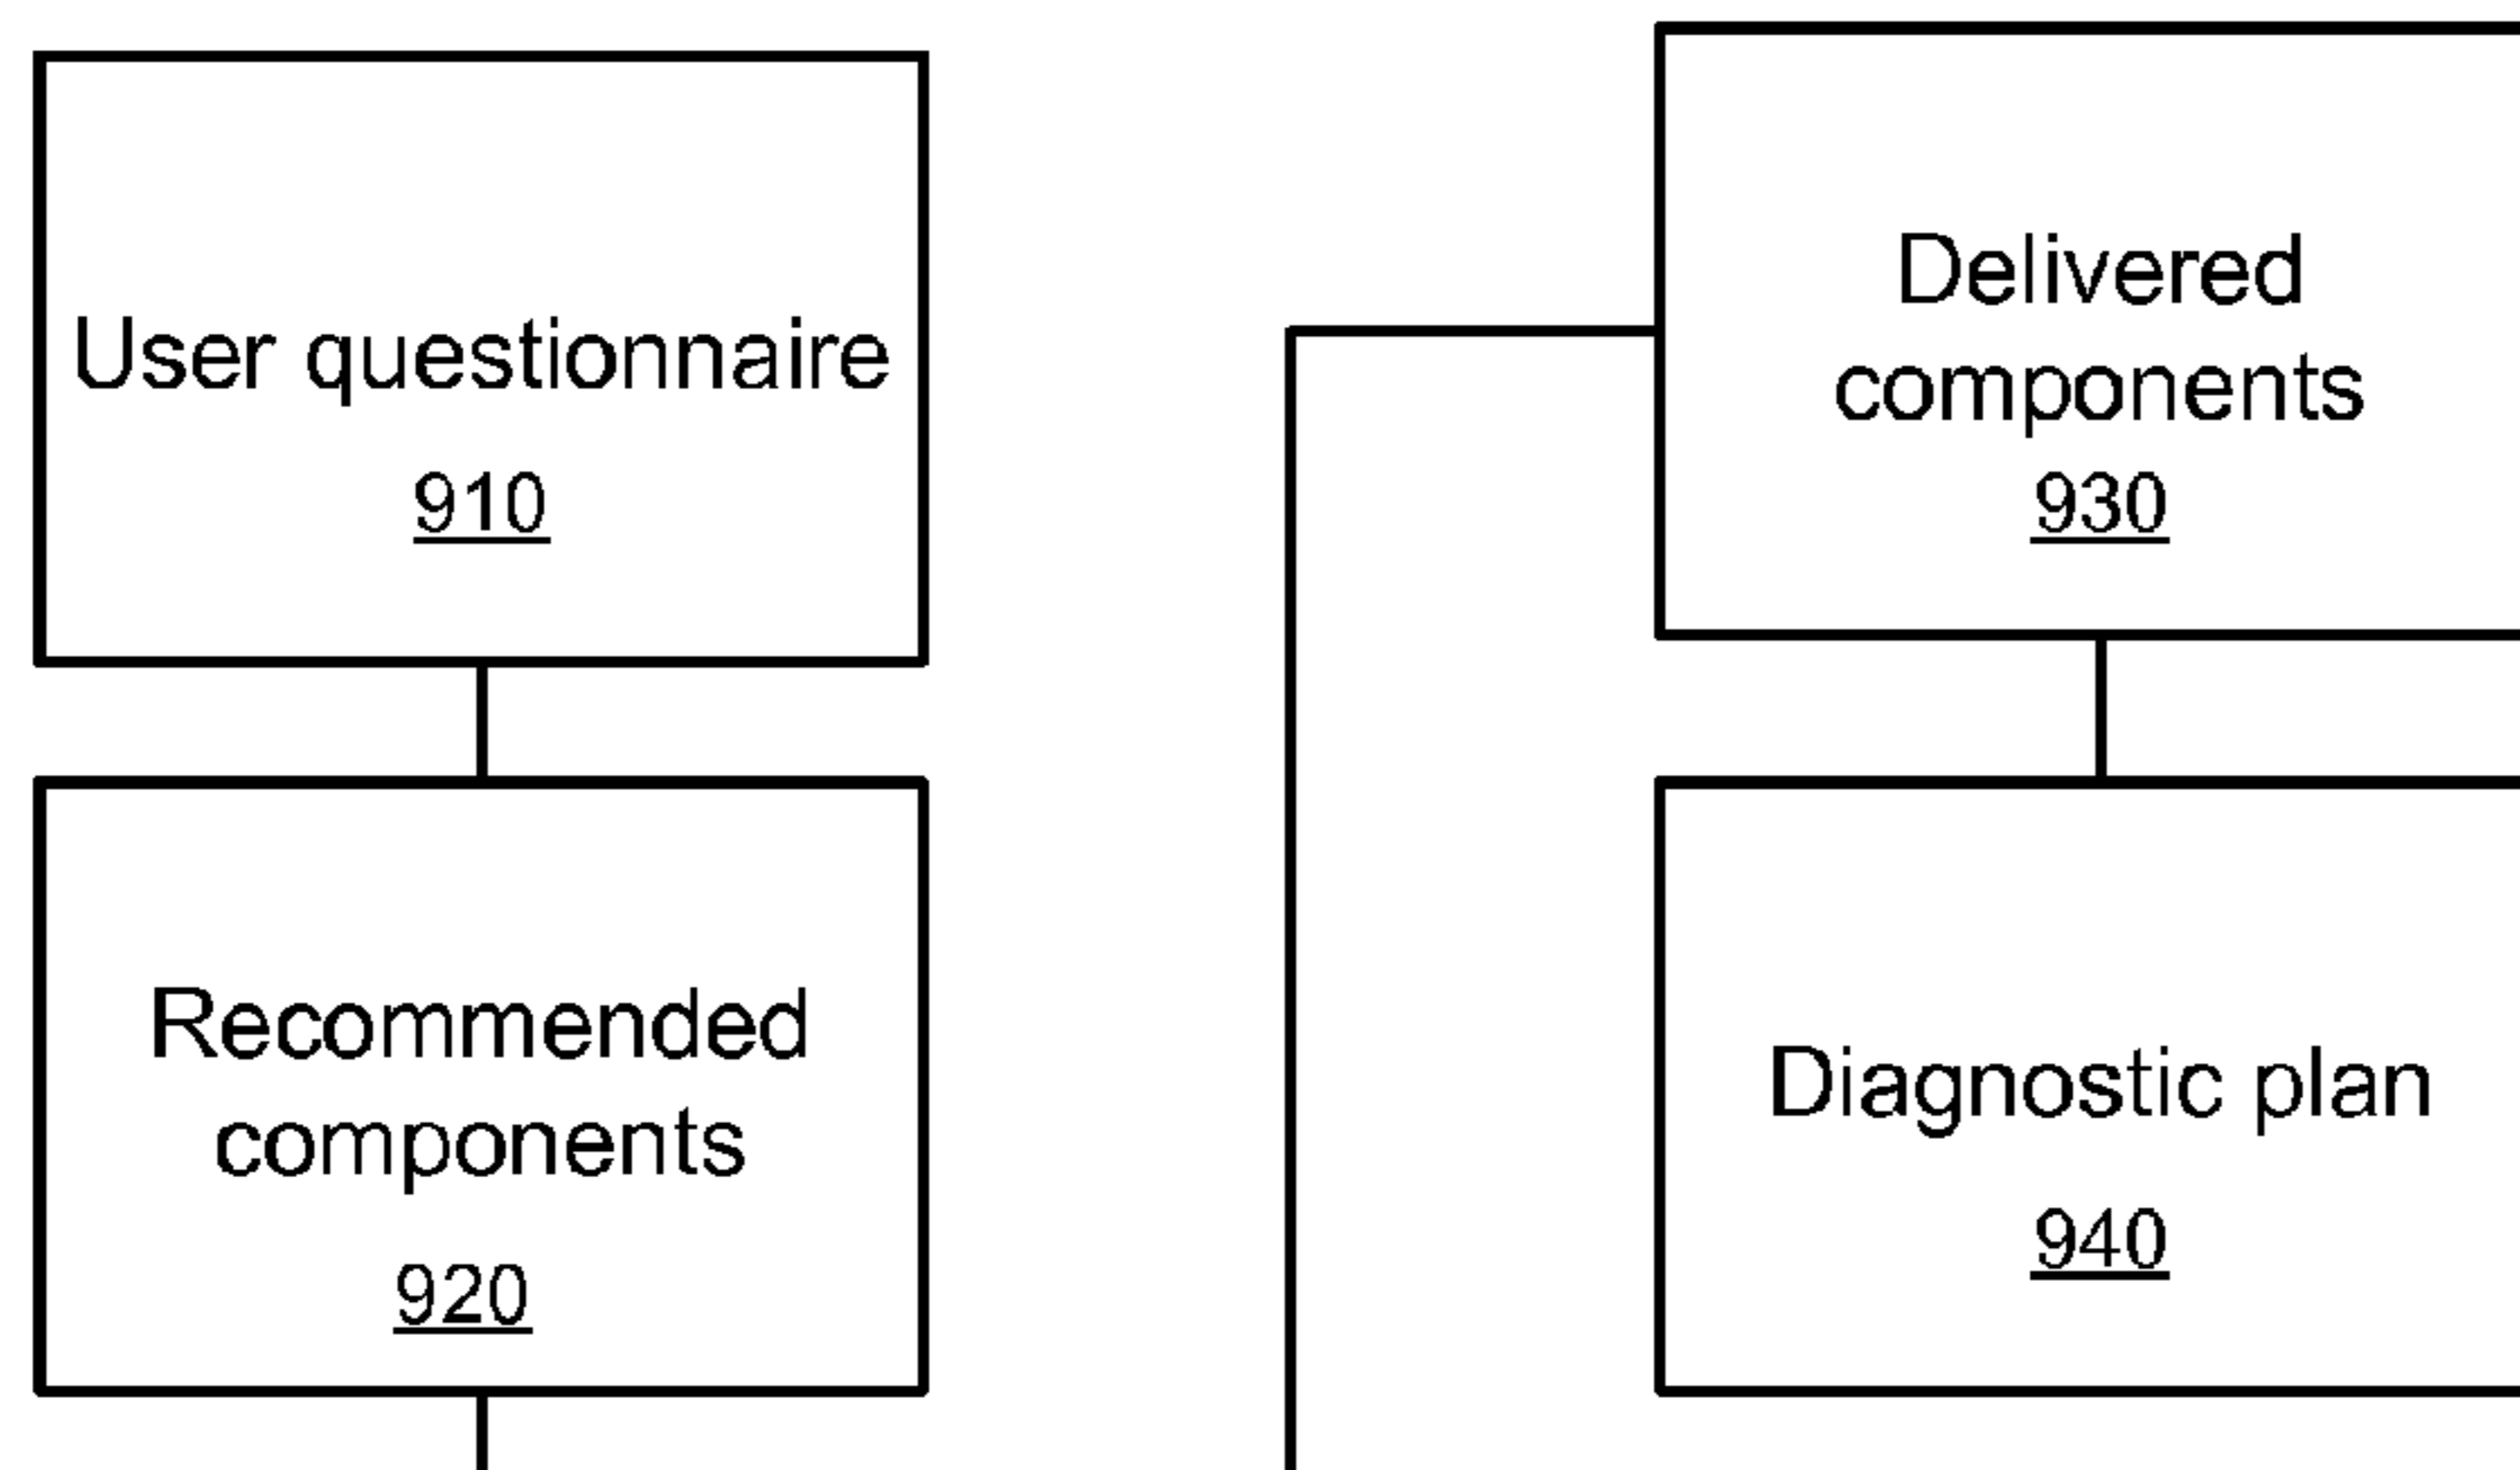 User questionnaire
910
Recommended
components
920
Delivered
components
930
Diagnostic plan
940